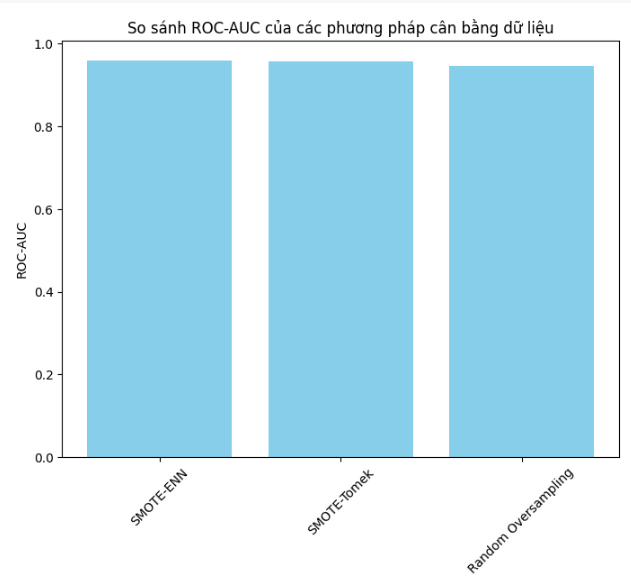 So sánh ROC-AUC của các phương pháp cân bằng dữ liệu
1.0
0.8
0.6
0.4
0.2
0.0
ROC-AUC
SMOTE-ENN
SMOTE-Tomek
Random Oversampling